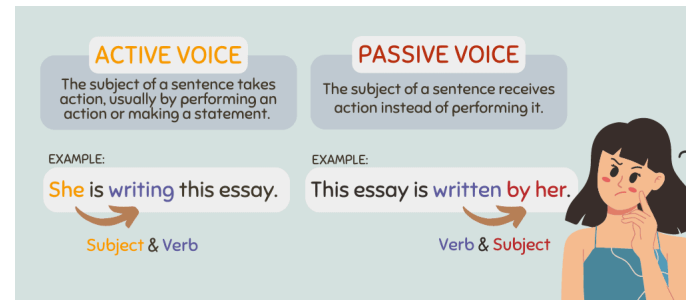 ACTIVE VOICE
The subject of a sentence takes
action, usually by performing an
action or making a statement.
EXAMPLE:
She is writing this essay.
Subject & Verb
PASSIVE VOICE
The subject of a sentence receives
action instead of performing it.
EXAMPLE:
This essay is written by her.
Verb & Subject